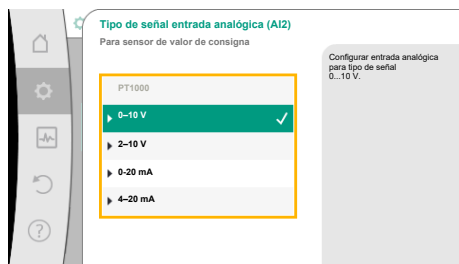 Tipo de señal entrada analógica (AI2)
Para sensor de valor de consigna
Configurar entrada analógica
para tipo de señal
0...10 V.
PT1000
0–10 V
2–10 V
0-20 mA
4–20 mA
?